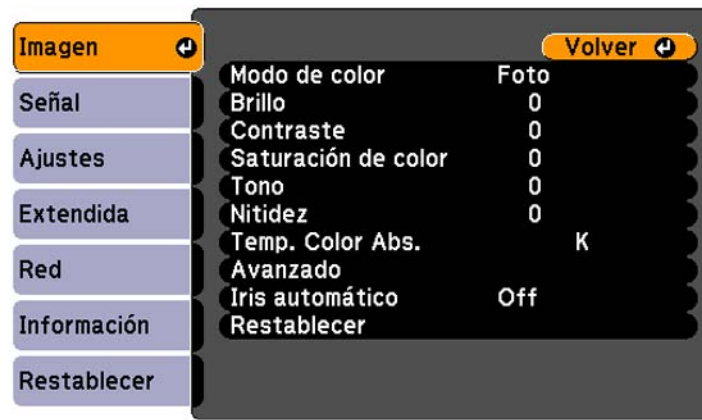 Imagen
Señal
Ajustes
Extendida
Red
Información
Restablecer
Volver
Modo de color Foto
Brillo 0
Contraste 0
Saturación de color 0
Tono 0
Nitidez 0
Temp. Color Abs. K
Avanzado
Iris automático Off
Restablecer